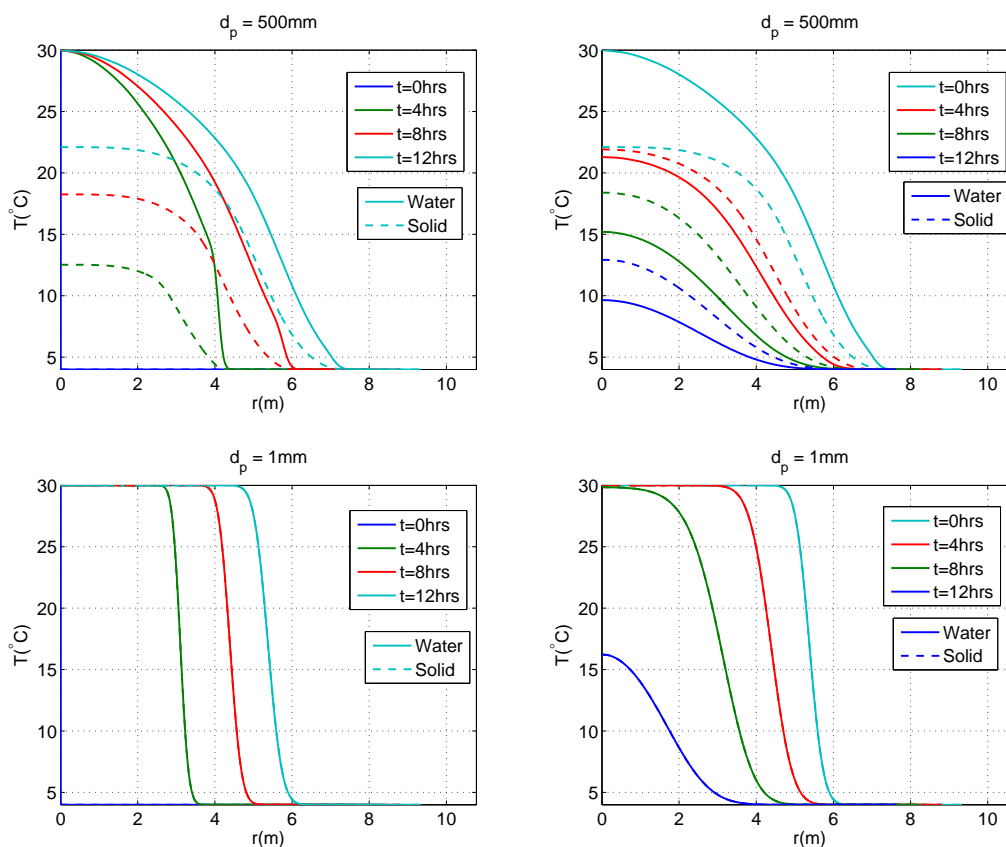 d_p = 500mm
30
25
20
15
10
5
0 2 4 6 8 10
T(°C)
r(m)
t=0hrs
t=4hrs
t=8hrs
t=12hrs
Water
Solid
d_p = 500mm
30
25
20
15
10
5
0 2 4 6 8 10
T(°C)
r(m)
t=0hrs
t=4hrs
t=8hrs
t=12hrs
Water
Solid
d_p = 1mm
30
25
20
15
10
5
0 2 4 6 8 10
T(°C)
r(m)
t=0hrs
t=4hrs
t=8hrs
t=12hrs
Water
Solid
d_p = 1mm
30
25
20
15
10
5
0 2 4 6 8 10
T(°C)
r(m)
t=0hrs
t=4hrs
t=8hrs
t=12hrs
Water
Solid